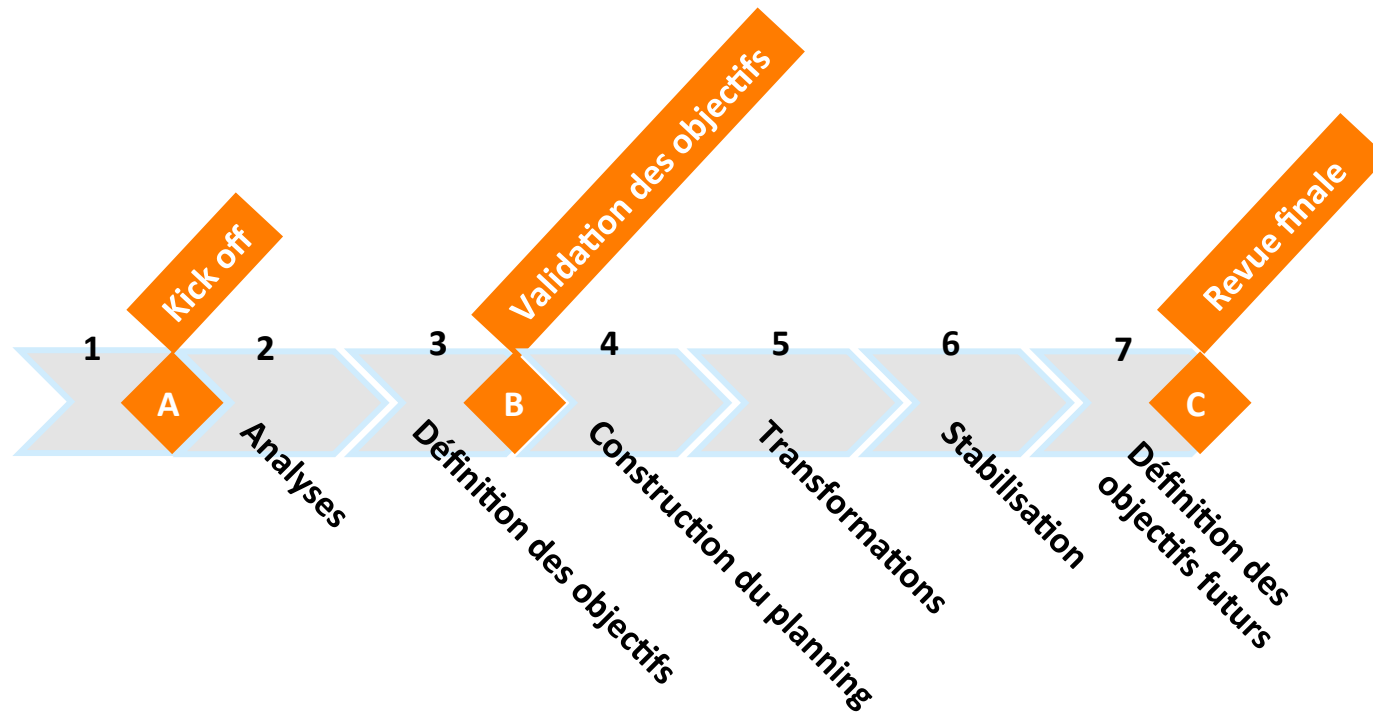 Kick off
Validation des objectifs
Revue finale
1
2
3
4
5
6
7
A
B
C
Analyses
Définition des objectifs
Construction du planning
Transformations
Stabilisation
Définition des
objectifs futurs